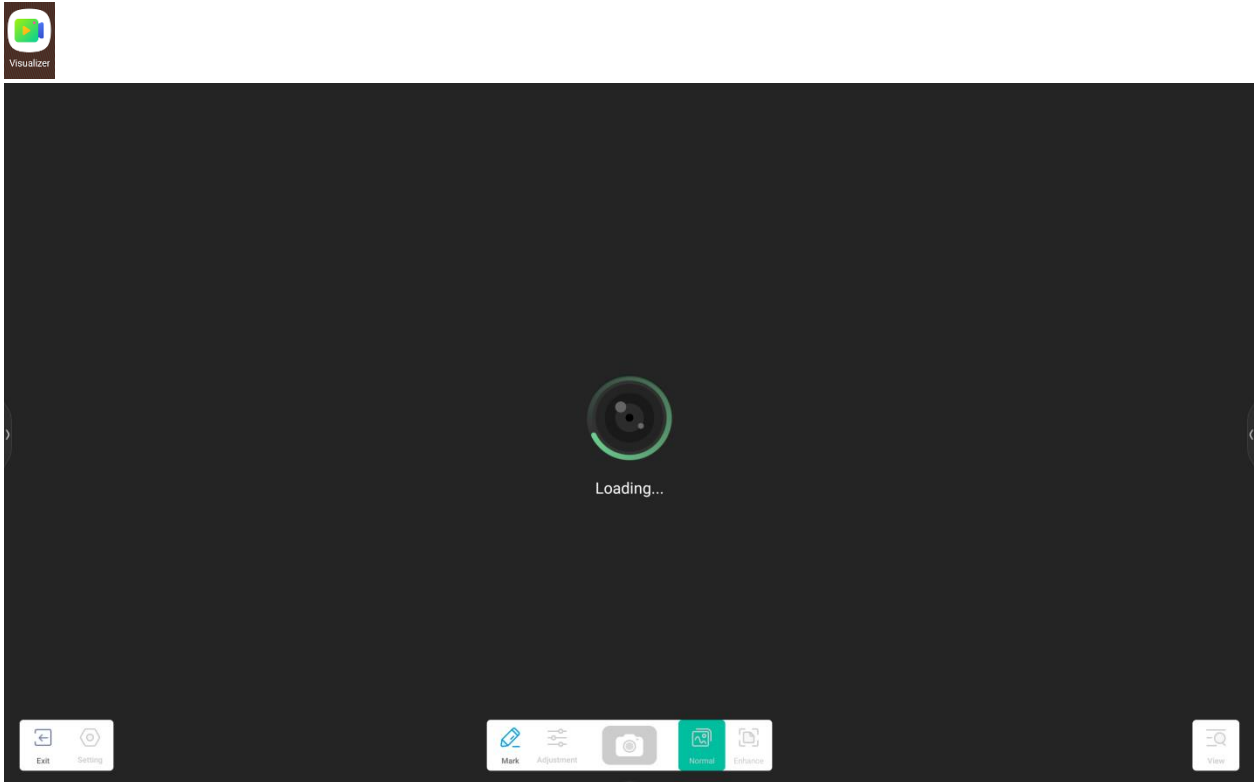 Visualizer
Loading...
Exit
Setting
Mark
Adjustment
Normal
Enhance
View